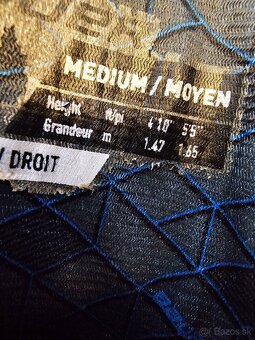 MEDIUM / MOYEN
Height ft/pi 4'10" 5'5"
Grandeur m 1.47 1.65
/ DROIT
Bazos.sk